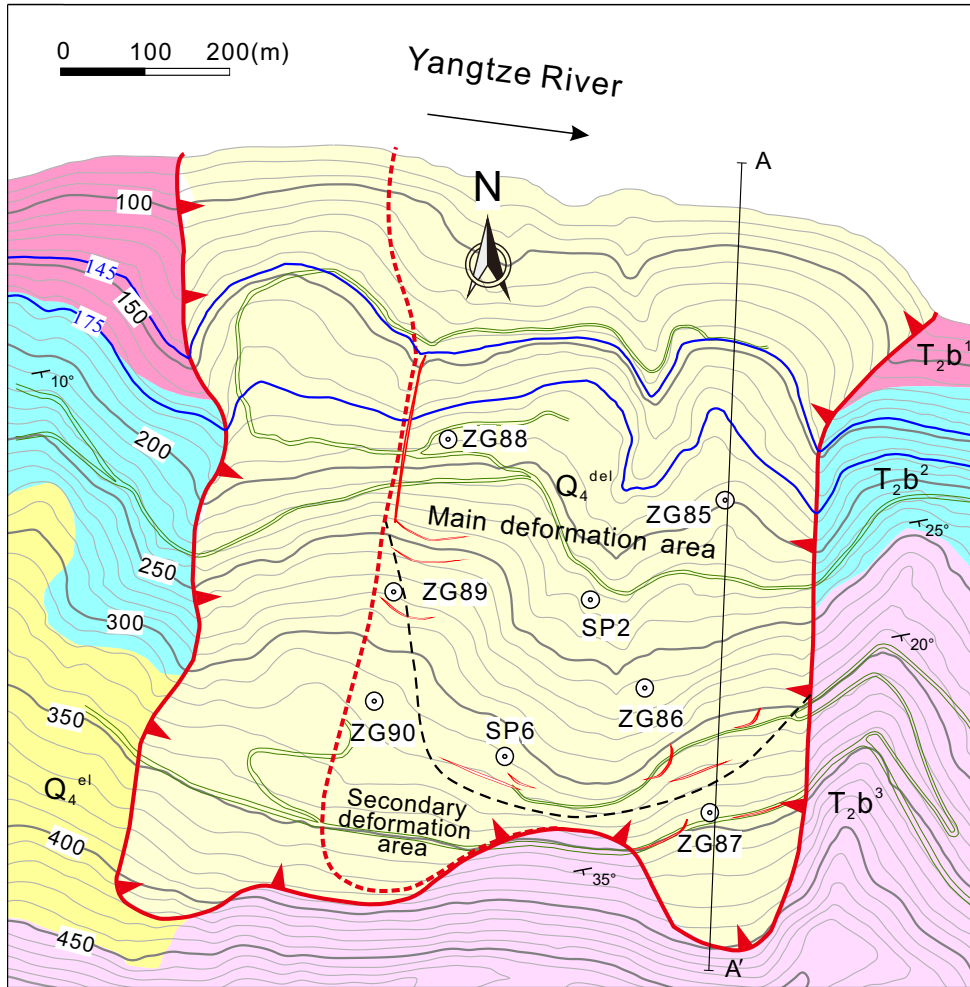 0 100 200(m)
Yangtze River
A
N
100
145
150
175
T₂b¹
10°
200
ZG88
T₂b²
Q₄ᵈᵉˡ
ZG85
Main deformation area
25°
250
ZG89
SP2
300
20°
350
ZG90
SP6
ZG86
Q₄ᵉˡ
Secondary
deformation
area
T₂b³
400
ZG87
35°
450
A′